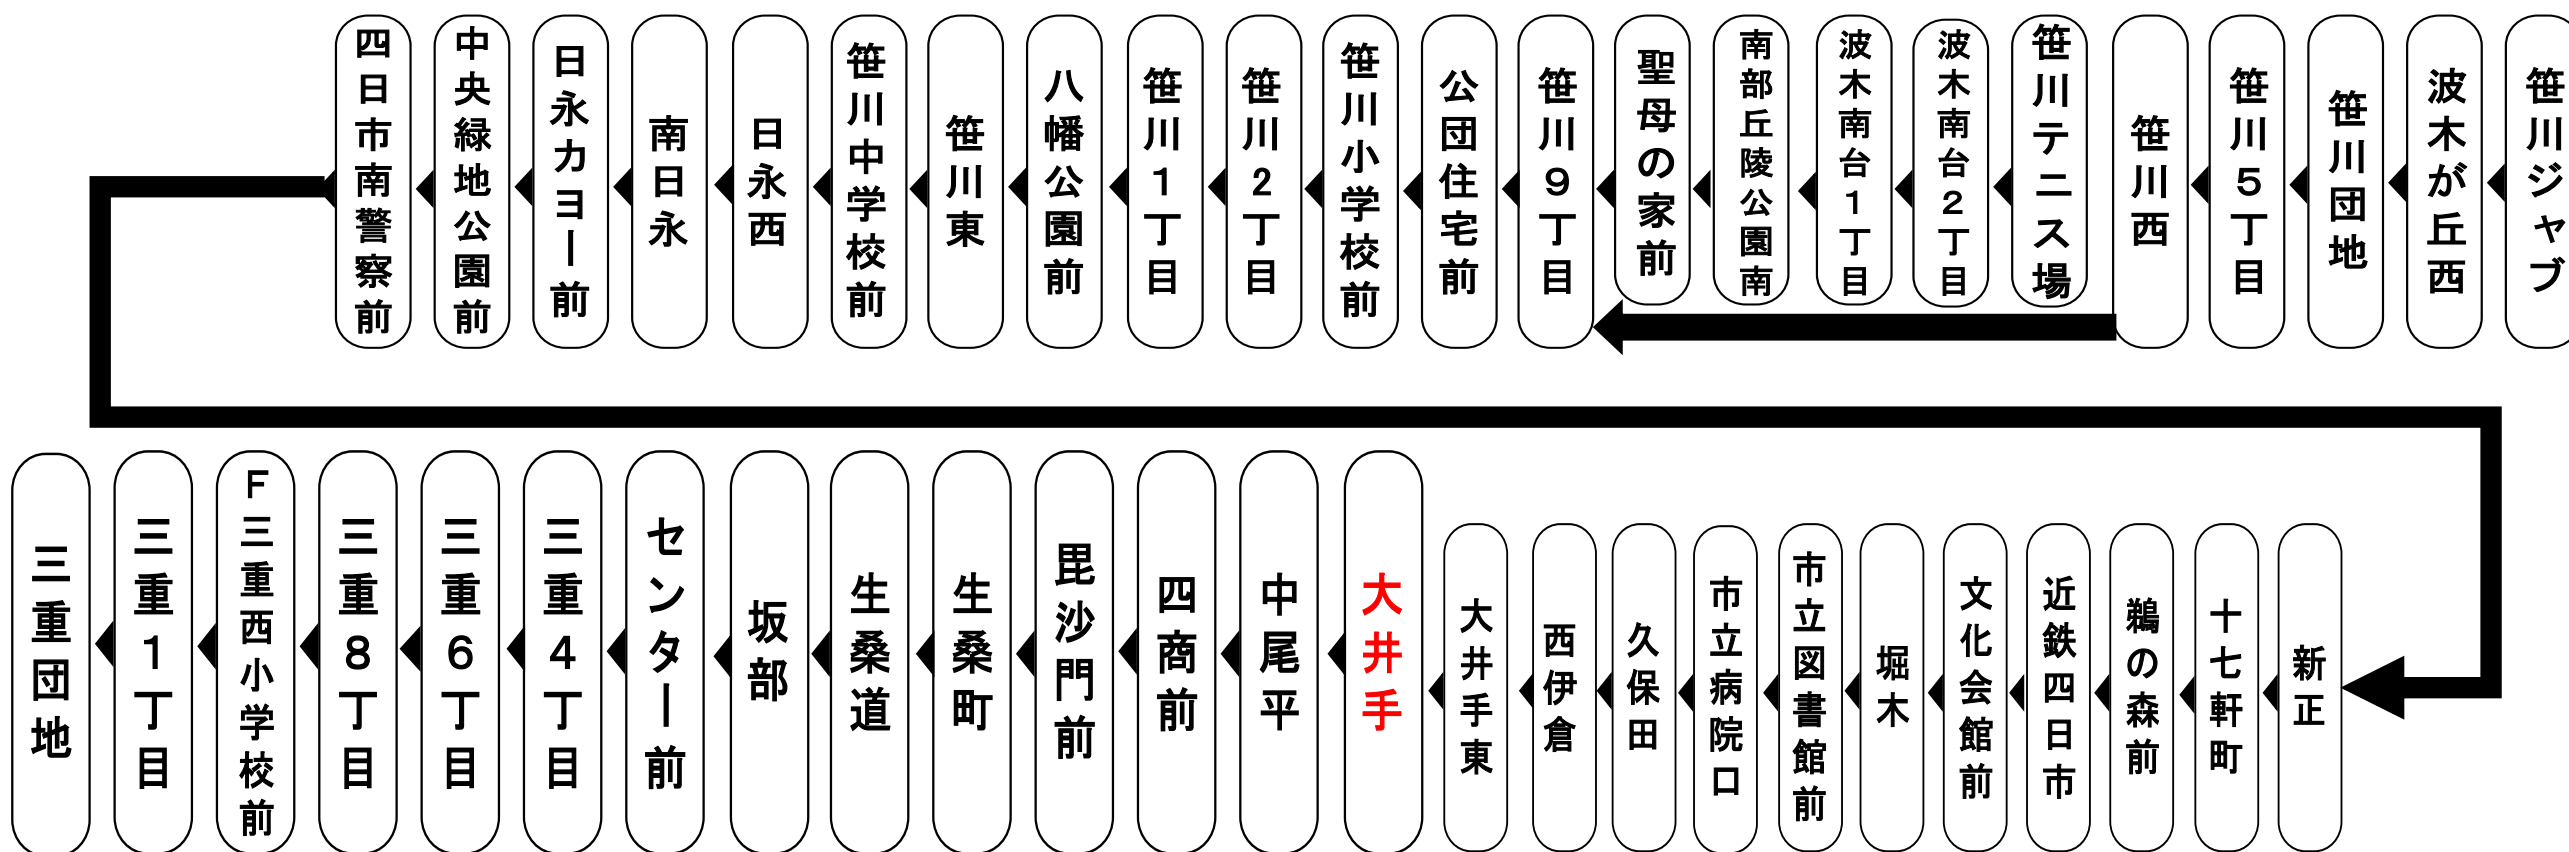 四日市南警察前
中央緑地公園前
日永カヨー前
南日永
日永西
笹川中学校前
笹川東
八幡公園前
笹川1丁目
笹川2丁目
笹川小学校前
公団住宅前
笹川9丁目
聖母の家前
南部丘陵公園南
波木南台1丁目
波木南台2丁目
笹川テニス場
笹川西
笹川5丁目
笹川団地
波木が丘西
笹川ジャブ
三重団地
三重1丁目
F三重西小学校前
三重8丁目
三重6丁目
三重4丁目
センター前
坂部
生桑道
生桑町
毘沙門前
四商前
中尾平
大井手
大井手東
西伊倉
久保田
市立病院口
市立図書館前
堀木
文化会館前
近鉄四日市
鵜の森前
十七軒町
新正